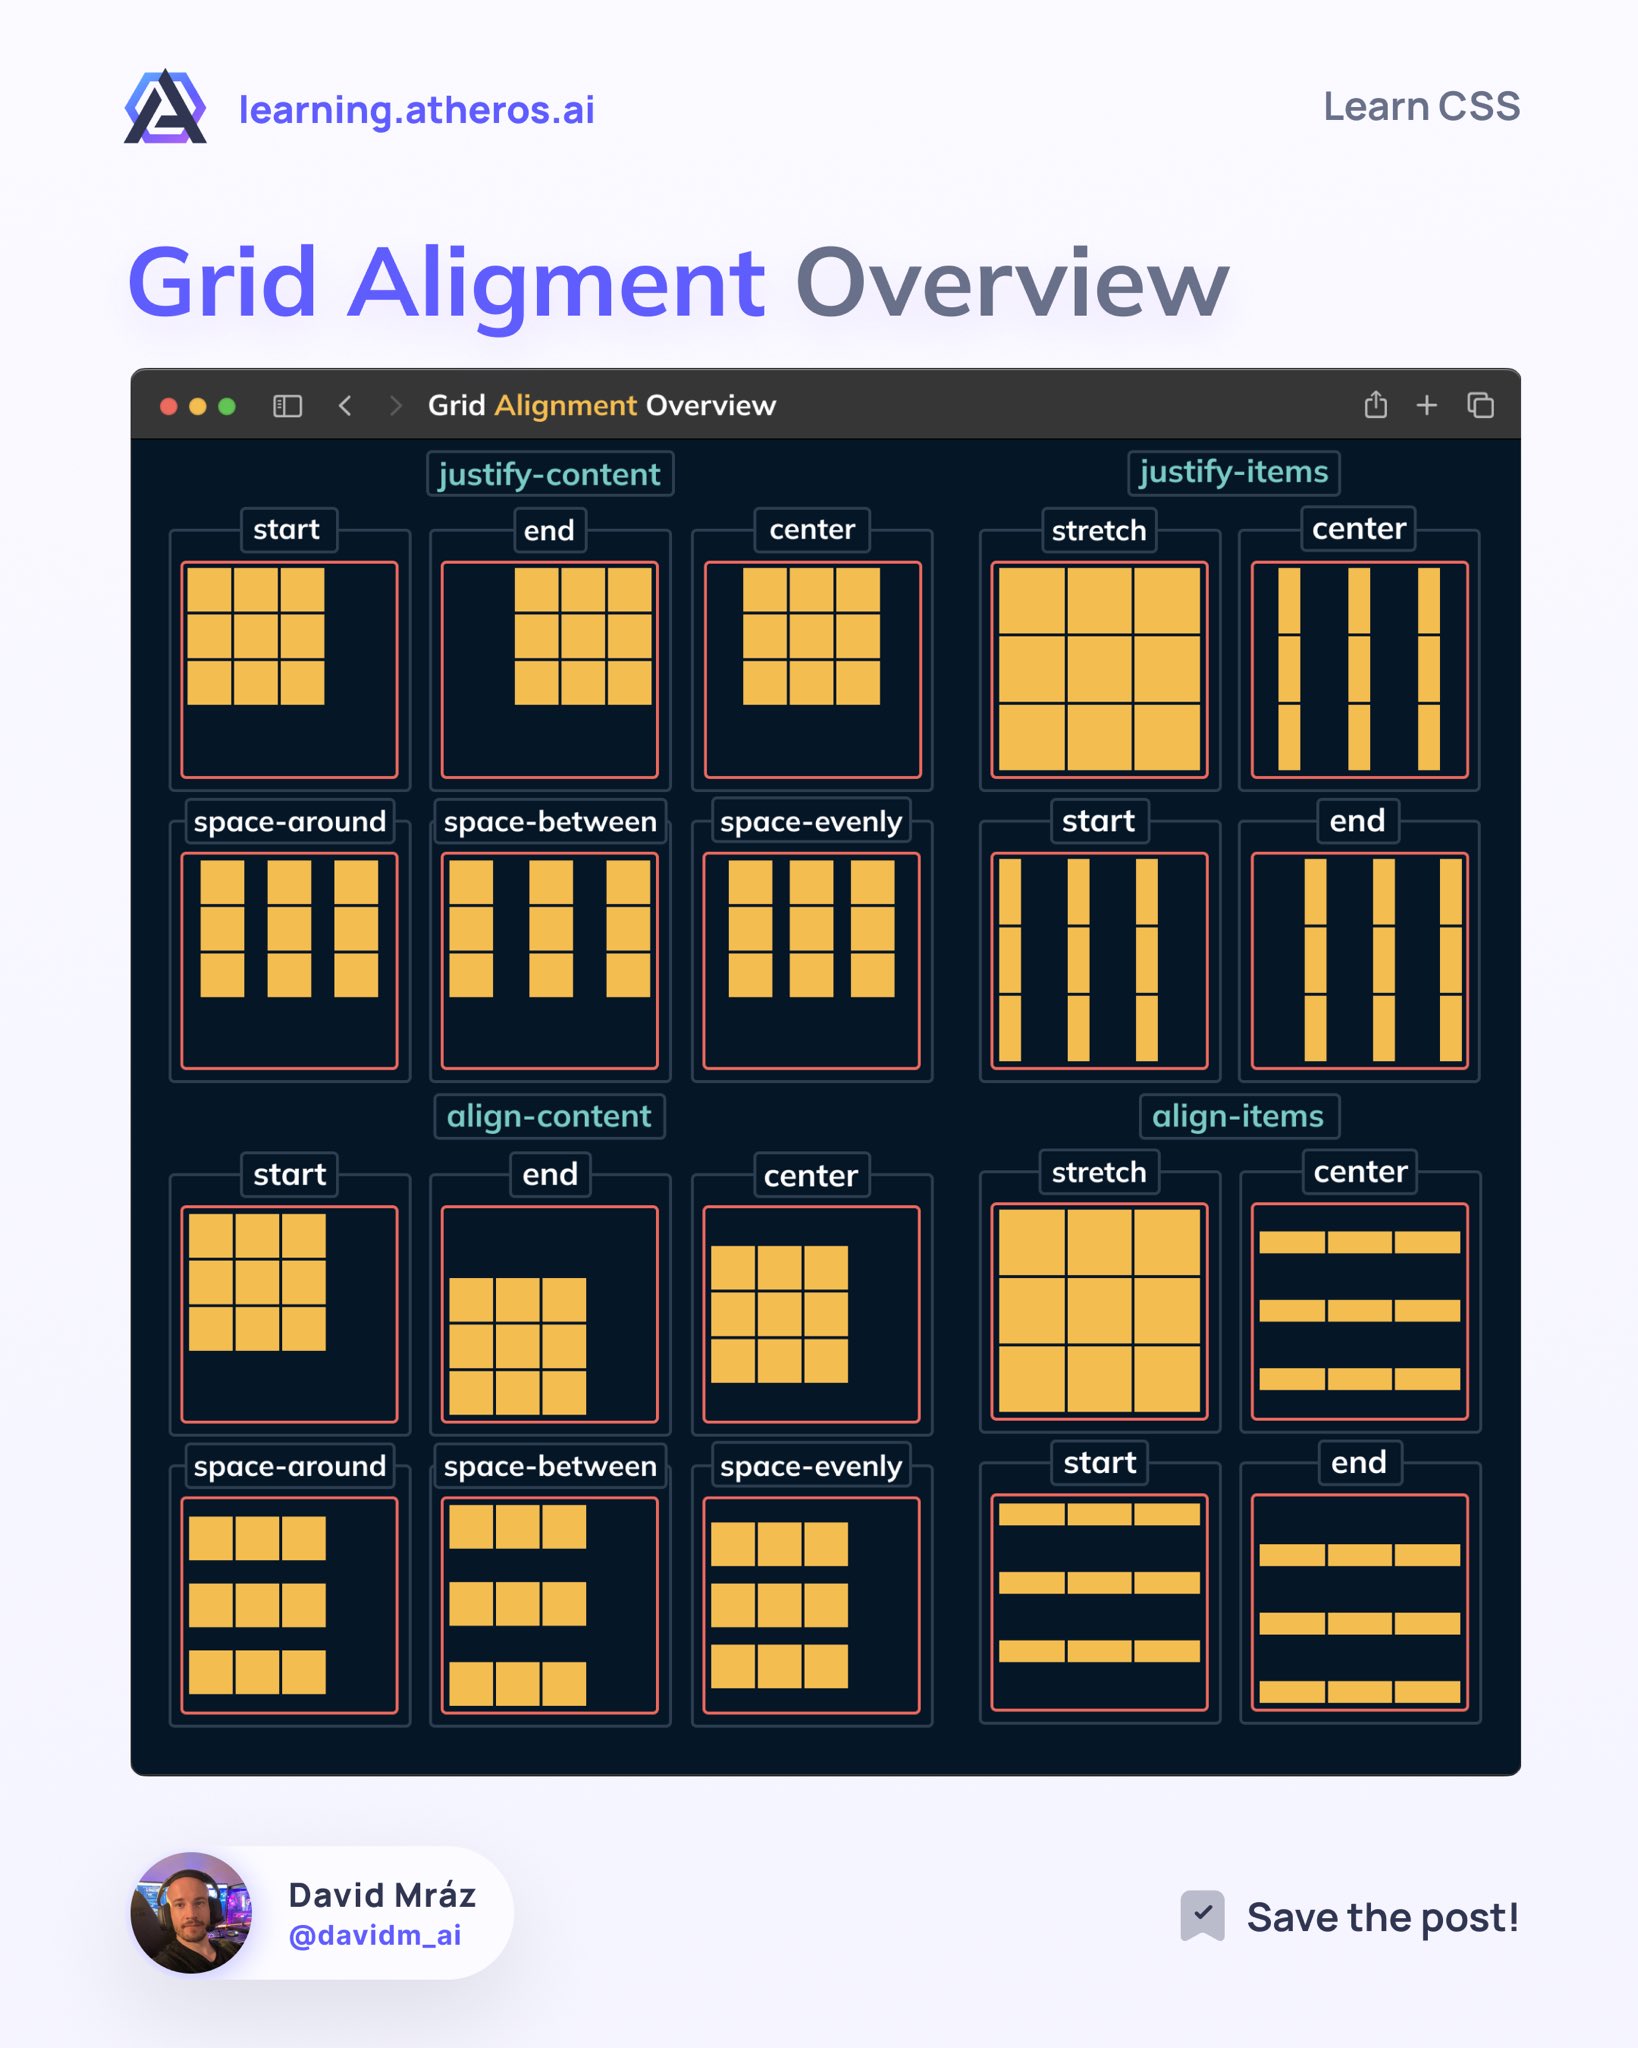 learning.atheros.ai
Learn CSS
Grid Aligment Overview
Grid Alignment Overview
justify-content
justify-items
start
end
center
stretch
center
space-around
space-between
space-evenly
start
end
align-content
align-items
start
end
center
stretch
center
space-around
space-between
space-evenly
start
end
David Mráz
@davidm_ai
Save the post!